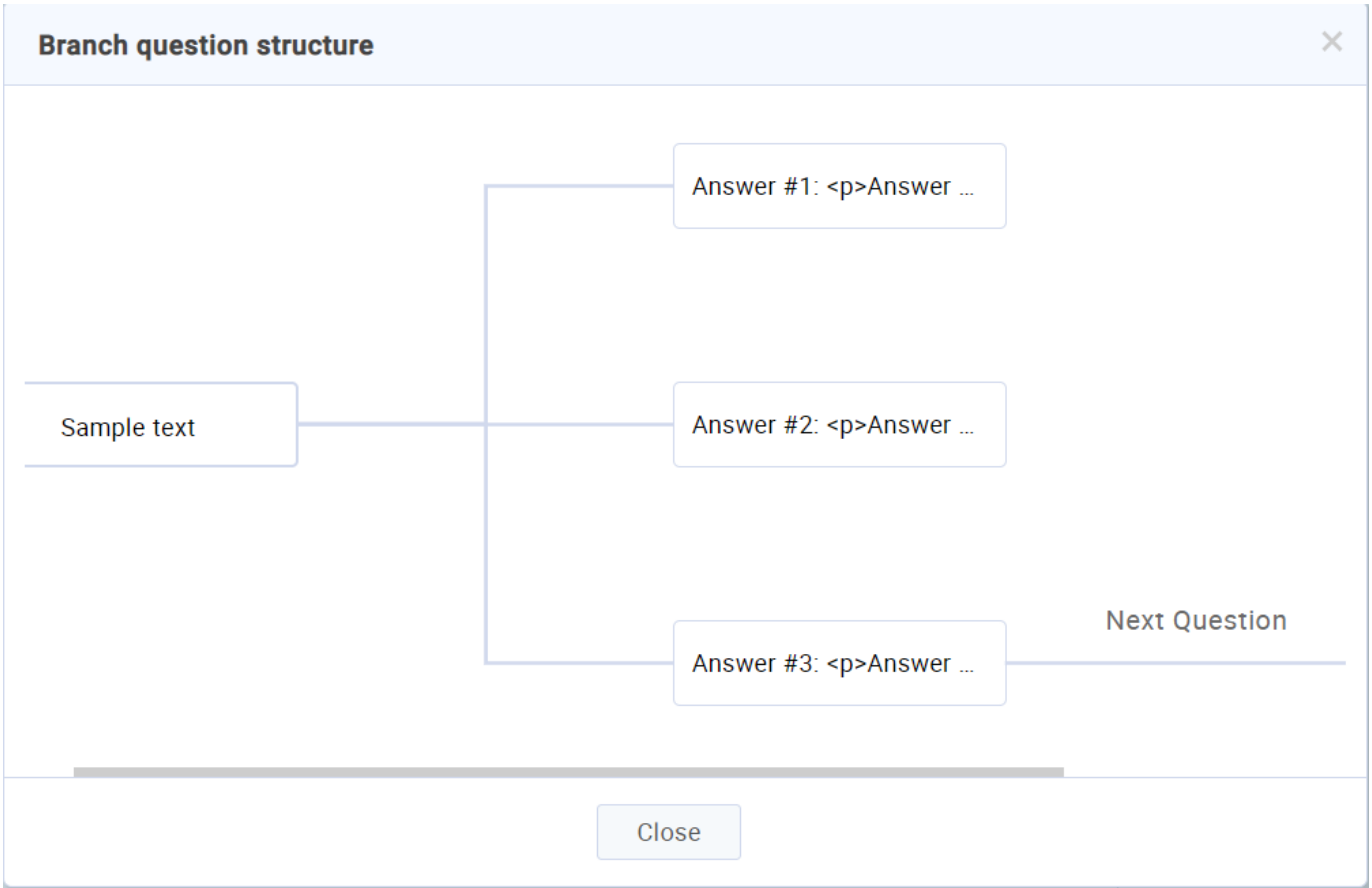 Branch question structure
×
Answer #1: <p>Answer ...
Sample text
Answer #2: <p>Answer ...
Next Question
Answer #3: <p>Answer ...
Close